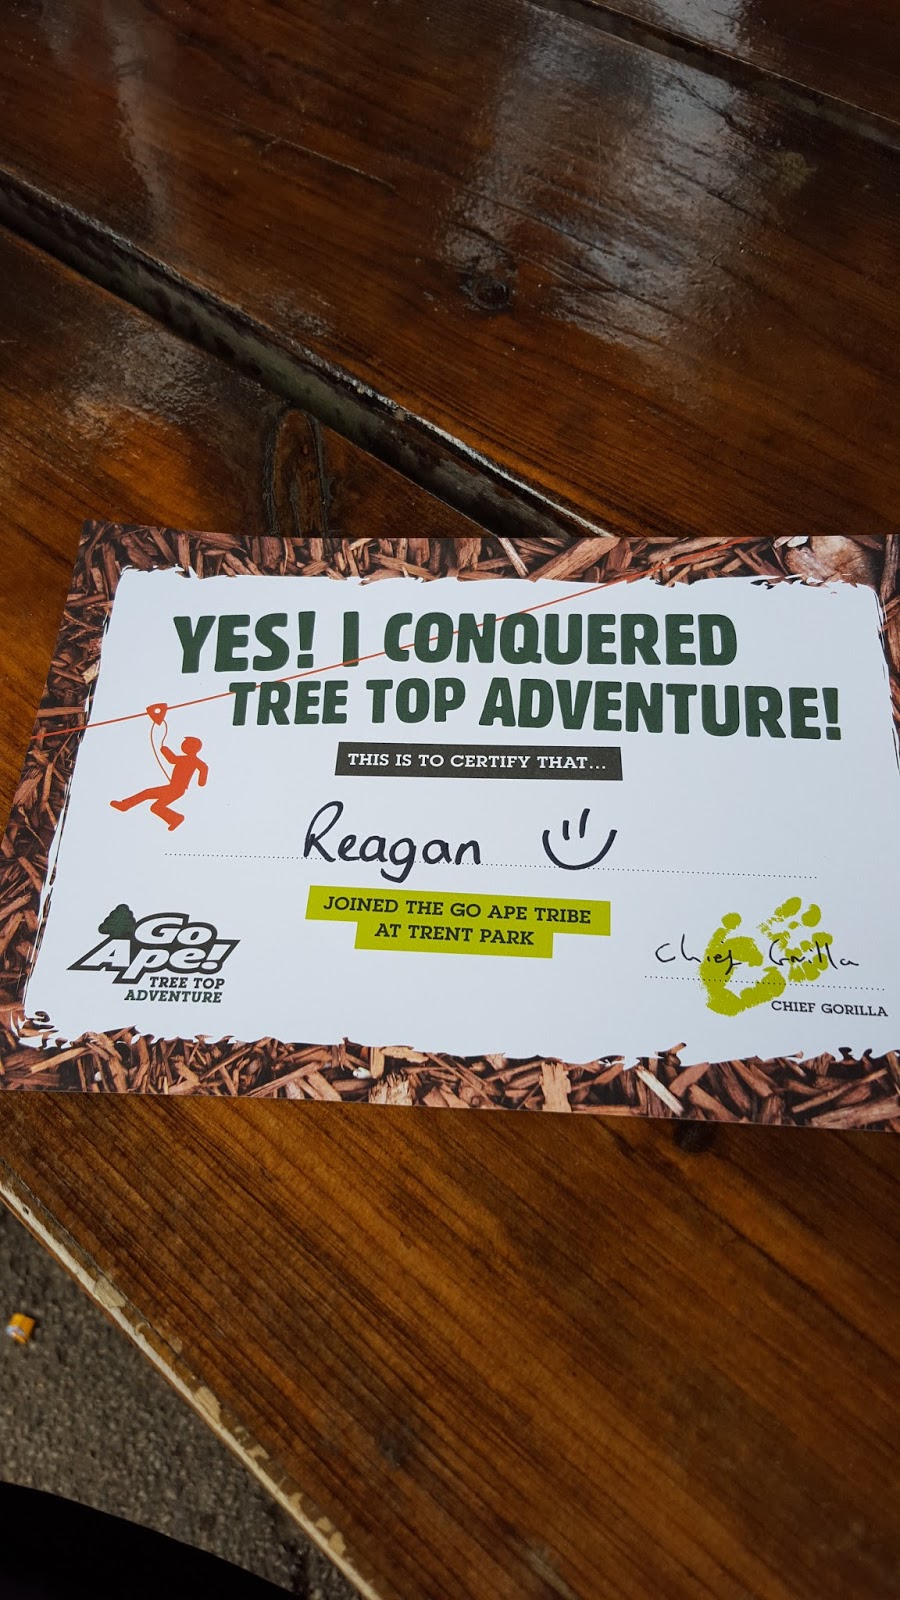 YES! I CONQUERED
TREE TOP ADVENTURE!
THIS IS TO CERTIFY THAT...
Reagan
JOINED THE GO APE TRIBE
AT TRENT PARK
Go
Ape!
TREE TOP
ADVENTURE
Chief Gorilla
CHIEF GORILLA